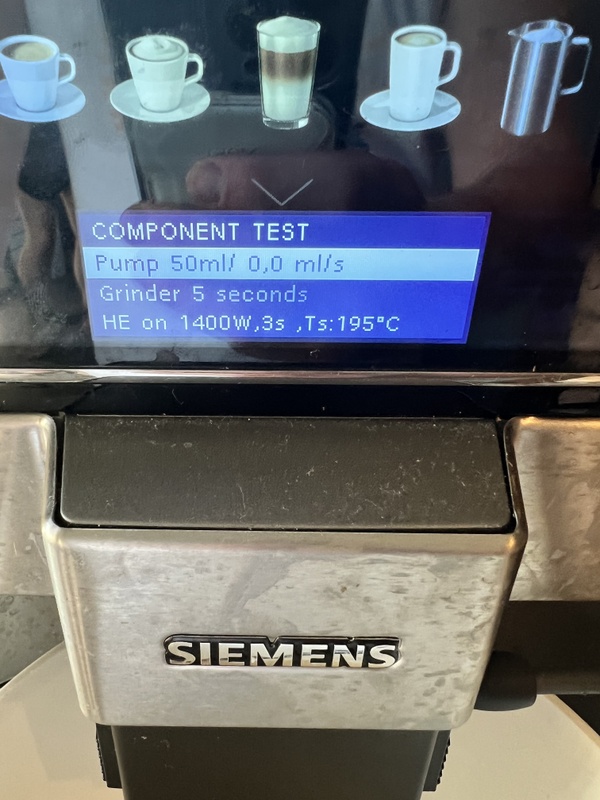 COMPONENT TEST
Pump 50ml/ 0,0 ml/s
Grinder 5 seconds
HE on 1400W,3s ,Ts:195°C
SIEMENS